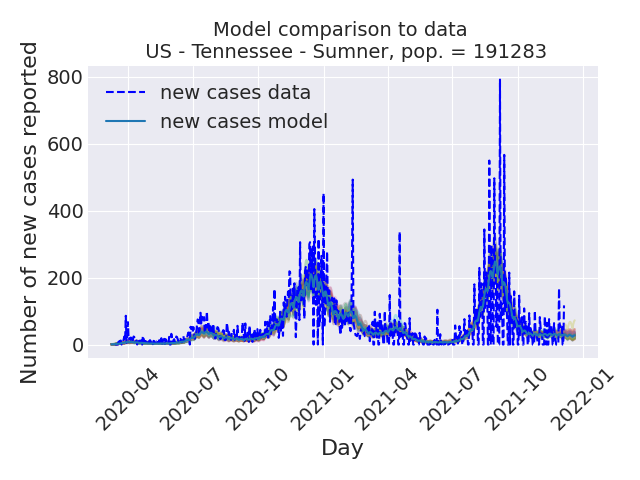 Model comparison to data
US - Tennessee - Sumner, pop. = 191283
Number of new cases reported
800
600
400
200
0
new cases data
new cases model
2020-04
2020-07
2020-10
2021-01
2021-04
2021-07
2021-10
2022-01
Day